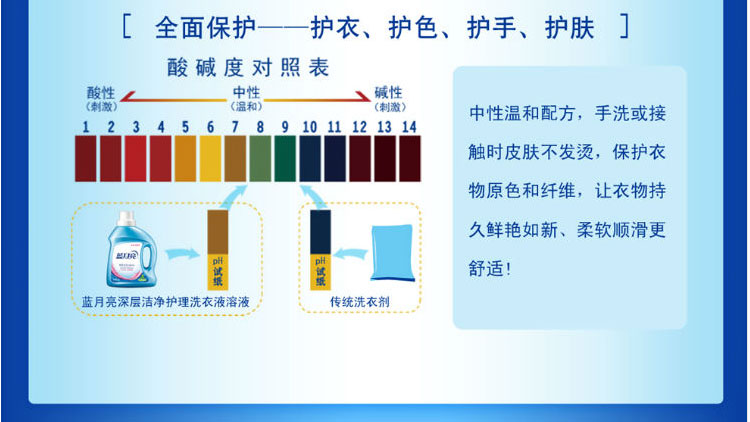 [ 全面保护——护衣、护色、护手、护肤 ]
酸碱度对照表
酸性 中性 碱性
(刺激) (温和) (刺激)
1 2 3 4 5 6 7 8 9 10 11 12 13 14
中性温和配方，手洗或接
触时皮肤不发烫，保护衣
物原色和纤维，让衣物持
久鲜艳如新、柔软顺滑更
舒适！
蓝月亮
pH
试纸
pH
试纸
蓝月亮深层洁净护理洗衣液溶液
传统洗衣剂